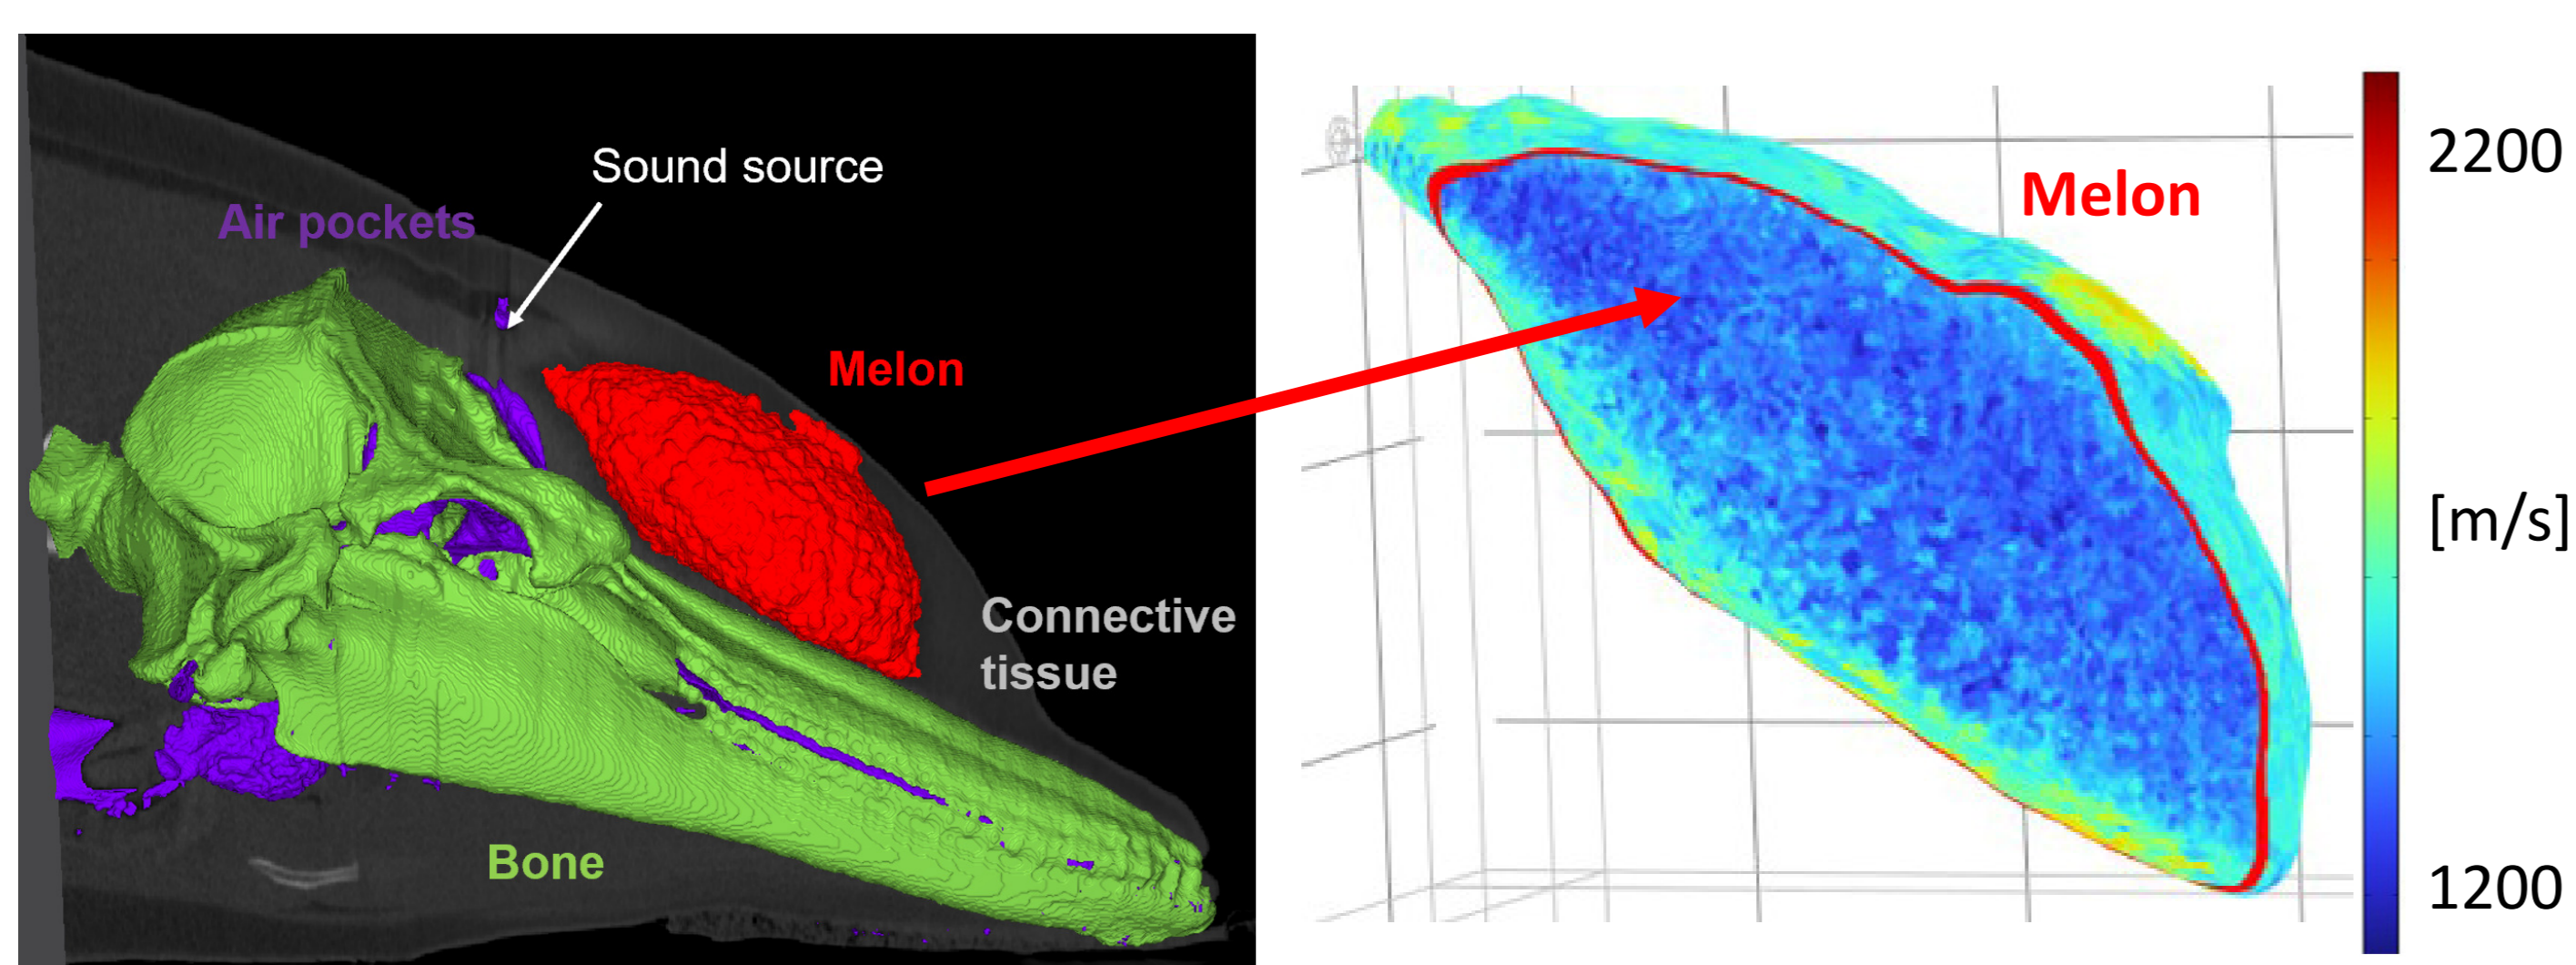 Sound source
Air pockets
Melon
Connective
tissue
Bone
Melon
2200
[m/s]
1200